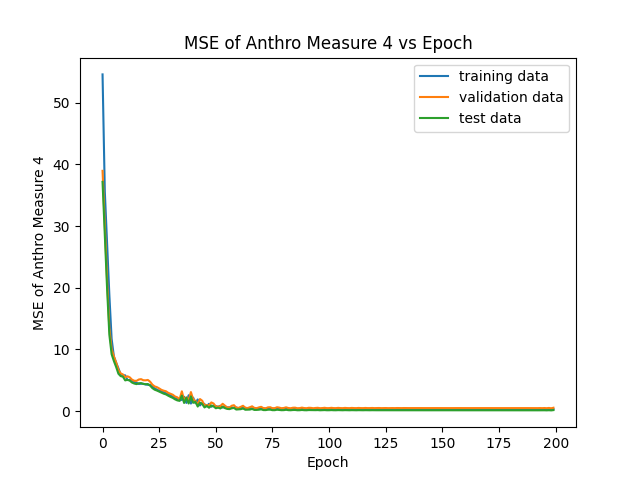 MSE of Anthro Measure 4 vs Epoch
training data
validation data
test data
MSE of Anthro Measure 4
50
40
30
20
10
0
0 25 50 75 100 125 150 175 200
Epoch